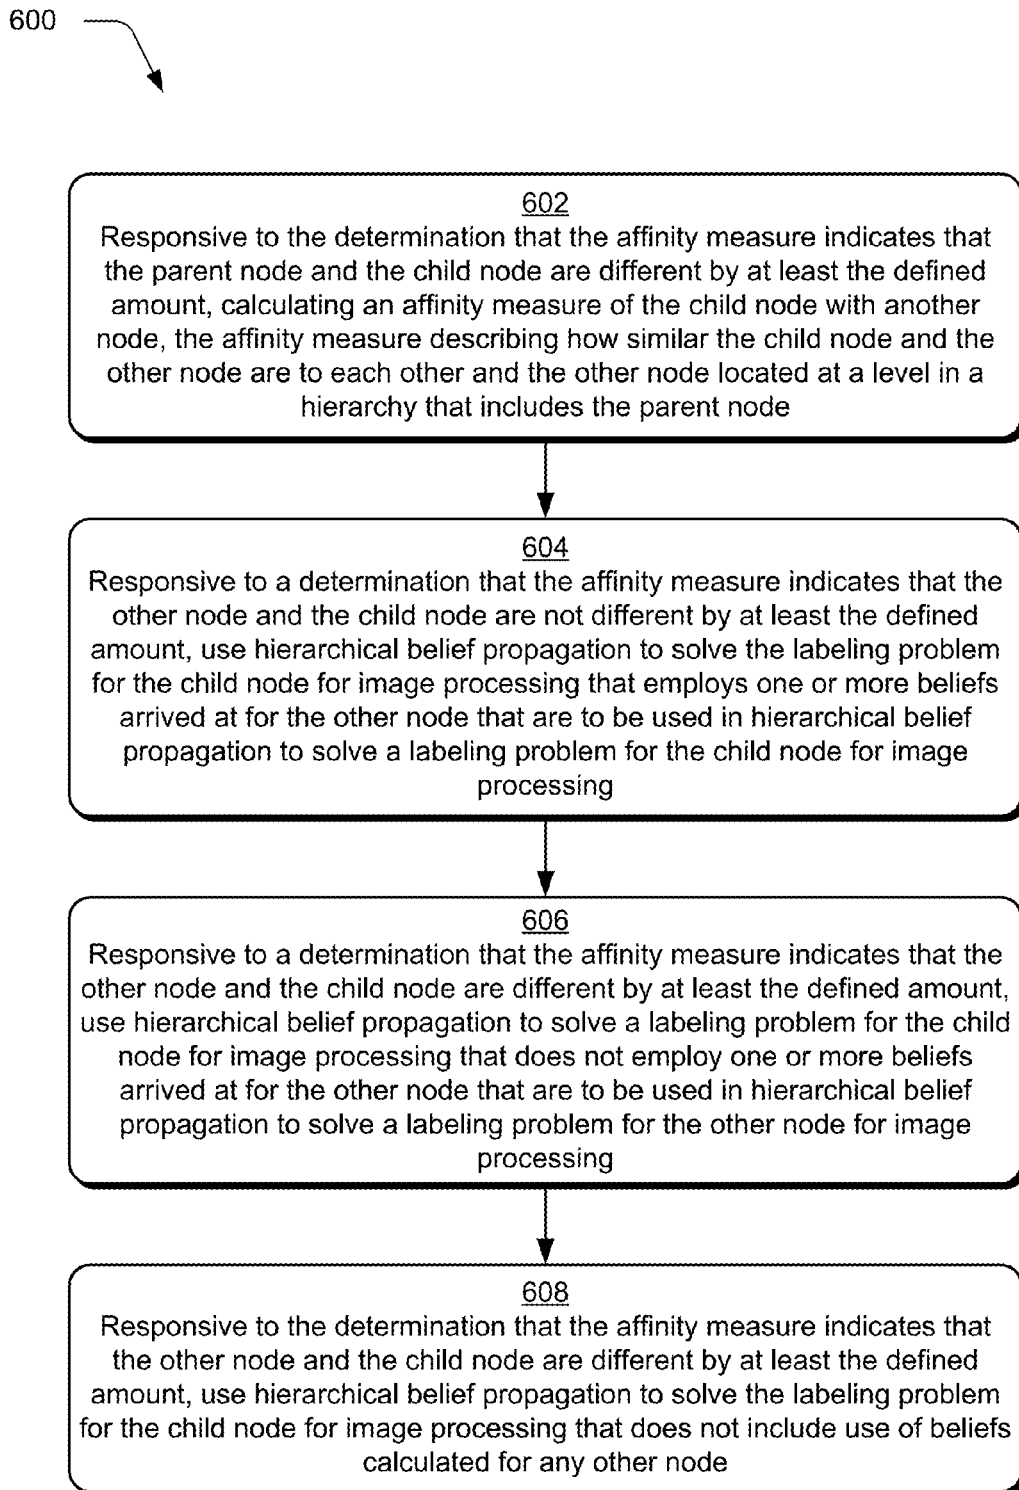 600
602
Responsive to the determination that the affinity measure indicates that
the parent node and the child node are different by at least the defined
amount, calculating an affinity measure of the child node with another
node, the affinity measure describing how similar the child node and the
other node are to each other and the other node located at a level in a
hierarchy that includes the parent node
604
Responsive to a determination that the affinity measure indicates that the
other node and the child node are not different by at least the defined
amount, use hierarchical belief propagation to solve the labeling problem
for the child node for image processing that employs one or more beliefs
arrived at for the other node that are to be used in hierarchical belief
propagation to solve a labeling problem for the child node for image
processing
606
Responsive to a determination that the affinity measure indicates that the
other node and the child node are different by at least the defined amount,
use hierarchical belief propagation to solve a labeling problem for the child
node for image processing that does not employ one or more beliefs
arrived at for the other node that are to be used in hierarchical belief
propagation to solve a labeling problem for the other node for image
processing
608
Responsive to the determination that the affinity measure indicates that
the other node and the child node are different by at least the defined
amount, use hierarchical belief propagation to solve the labeling problem
for the child node for image processing that does not include use of beliefs
calculated for any other node